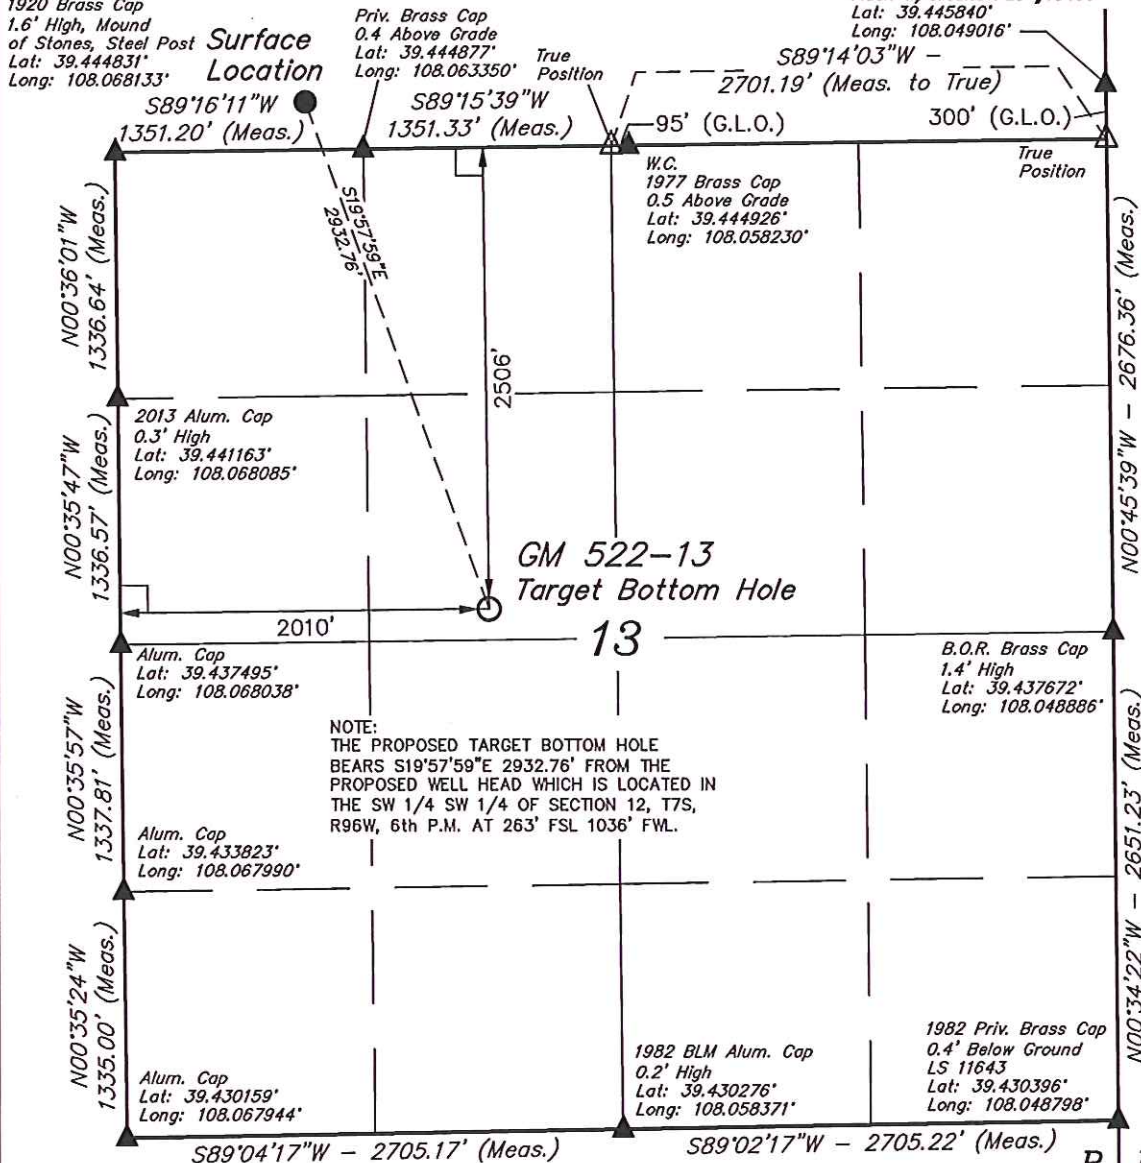 1920 Brass Cap
1.6' High, Mound
of Stones, Steel Post
Lat: 39.444831°
Long: 108.068133°
Surface
Location
Priv. Brass Cap
0.4 Above Grade
Lat: 39.444877°
Long: 108.063350°
True
Position
Lat: 39.445840°
Long: 108.049016°
S89°14'03"W -
2701.19' (Meas. to True)
S89°16'11"W
1351.20' (Meas.)
S89°15'39"W
1351.33' (Meas.)
95' (G.L.O.)
300' (G.L.O.)
True
Position
W.C.
1977 Brass Cap
0.5 Above Grade
Lat: 39.444926°
Long: 108.058230°
S19°57'59"E
2932.76'
N00°36'01"W
1336.64' (Meas.)
2506'
N00°45'39"W - 2676.36' (Meas.)
2013 Alum. Cap
0.3' High
Lat: 39.441163°
Long: 108.068085°
N00°35'47"W
1336.57' (Meas.)
GM 522-13
Target Bottom Hole
2010'
13
Alum. Cap
Lat: 39.437495°
Long: 108.068038°
B.O.R. Brass Cap
1.4' High
Lat: 39.437672°
Long: 108.048886°
NOTE:
THE PROPOSED TARGET BOTTOM HOLE
BEARS S19°57'59"E 2932.76' FROM THE
PROPOSED WELL HEAD WHICH IS LOCATED IN
THE SW 1/4 SW 1/4 OF SECTION 12, T7S,
R96W, 6th P.M. AT 263' FSL 1036' FWL.
N00°35'57"W
1337.81' (Meas.)
N00°34'22"W - 2651.23' (Meas.)
Alum. Cap
Lat: 39.433823°
Long: 108.067990°
N00°35'24"W
1335.00' (Meas.)
Alum. Cap
Lat: 39.430159°
Long: 108.067944°
1982 BLM Alum. Cap
0.2' High
Lat: 39.430276°
Long: 108.058371°
1982 Priv. Brass Cap
0.4' Below Ground
LS 11643
Lat: 39.430396°
Long: 108.048798°
S89°04'17"W - 2705.17' (Meas.)
S89°02'17"W - 2705.22' (Meas.)
R